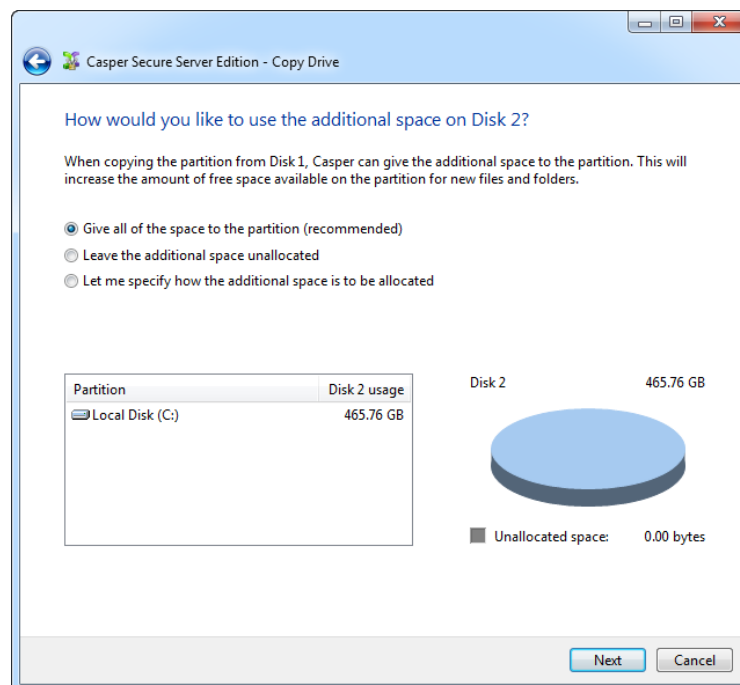 Casper Secure Server Edition - Copy Drive
How would you like to use the additional space on Disk 2?
When copying the partition from Disk 1, Casper can give the additional space to the partition. This will
increase the amount of free space available on the partition for new files and folders.
Give all of the space to the partition (recommended)
Leave the additional space unallocated
Let me specify how the additional space is to be allocated
Partition Disk 2 usage
Local Disk (C:) 465.76 GB
Disk 2 465.76 GB
Unallocated space: 0.00 bytes
Next Cancel